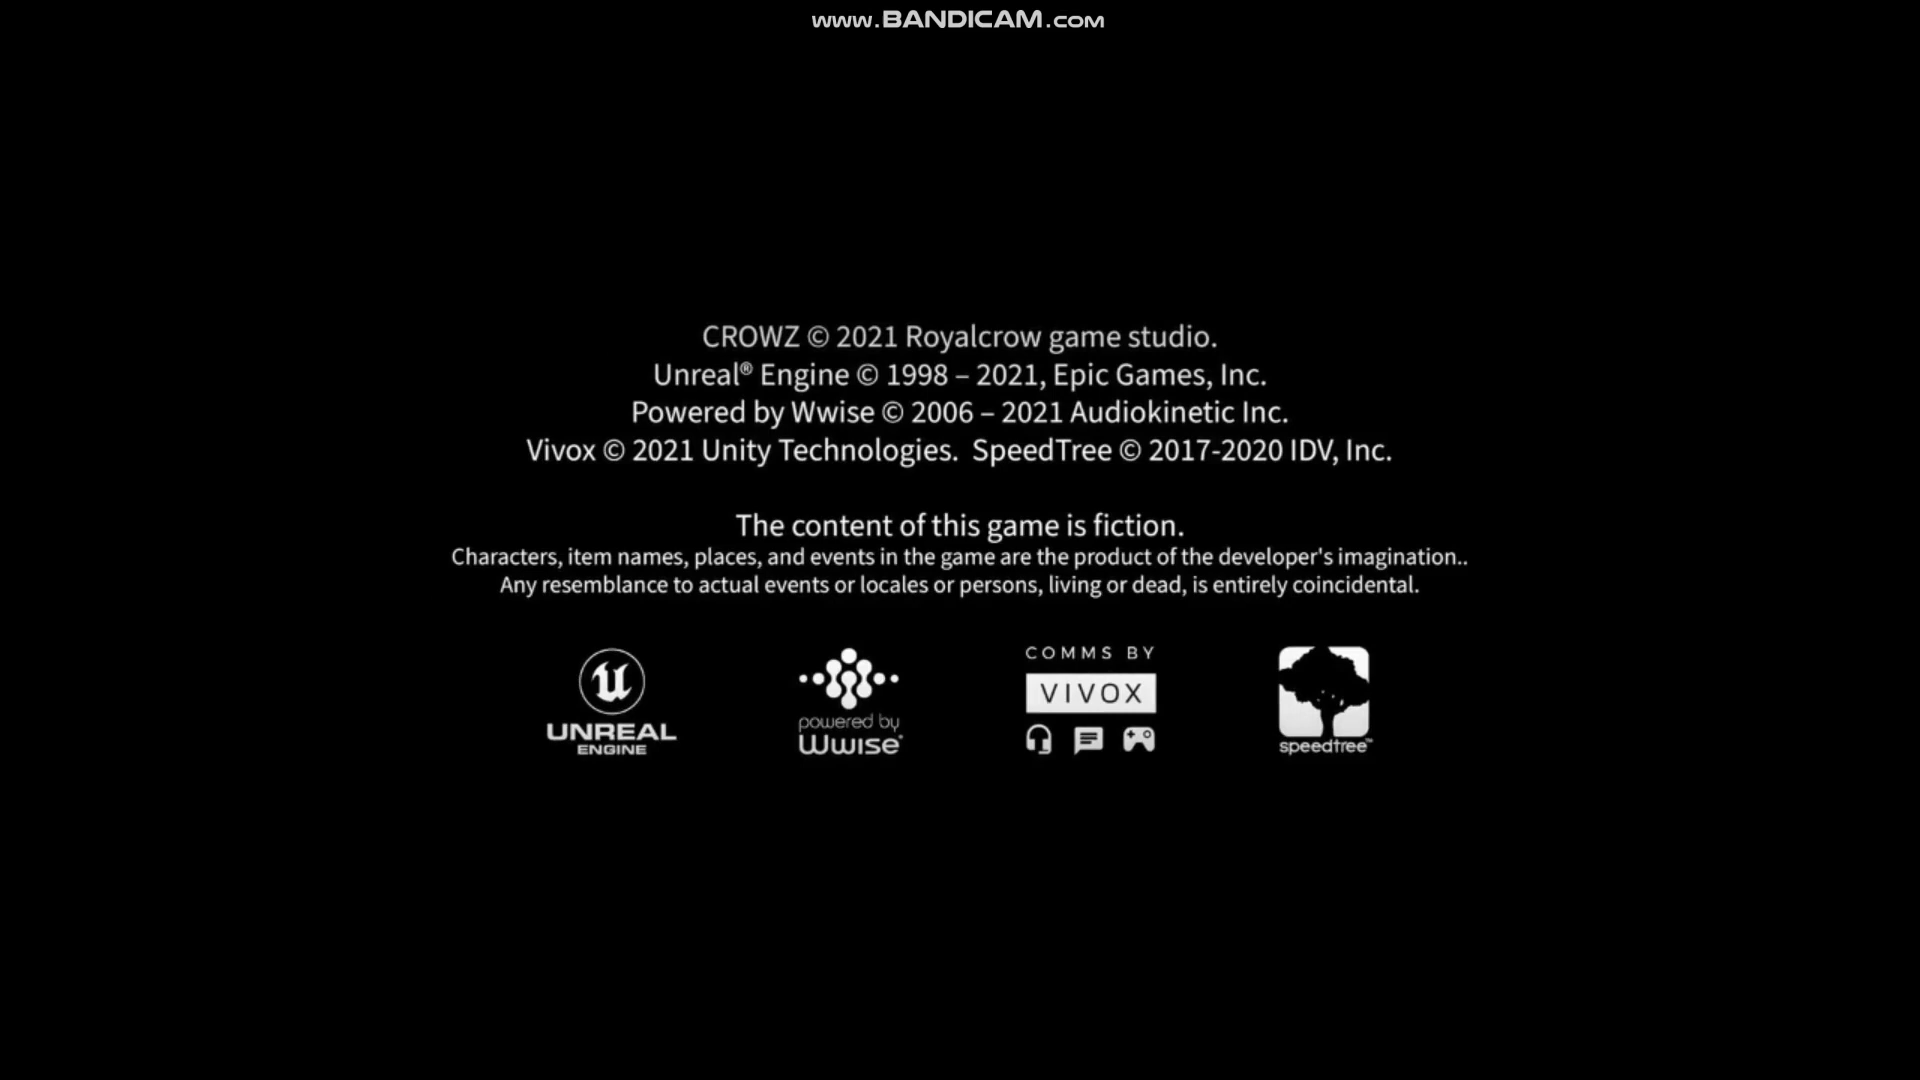 www.BANDICAM.com
CROWZ © 2021 Royalcrow game studio.
Unreal® Engine © 1998 – 2021, Epic Games, Inc.
Powered by Wwise © 2006 – 2021 Audiokinetic Inc.
Vivox © 2021 Unity Technologies.  SpeedTree © 2017-2020 IDV, Inc.
The content of this game is fiction.
Characters, item names, places, and events in the game are the product of the developer's imagination..
Any resemblance to actual events or locales or persons, living or dead, is entirely coincidental.
UNREAL
ENGINE
powered by
Wwise®
COMMS BY
VIVOX
speedtree™